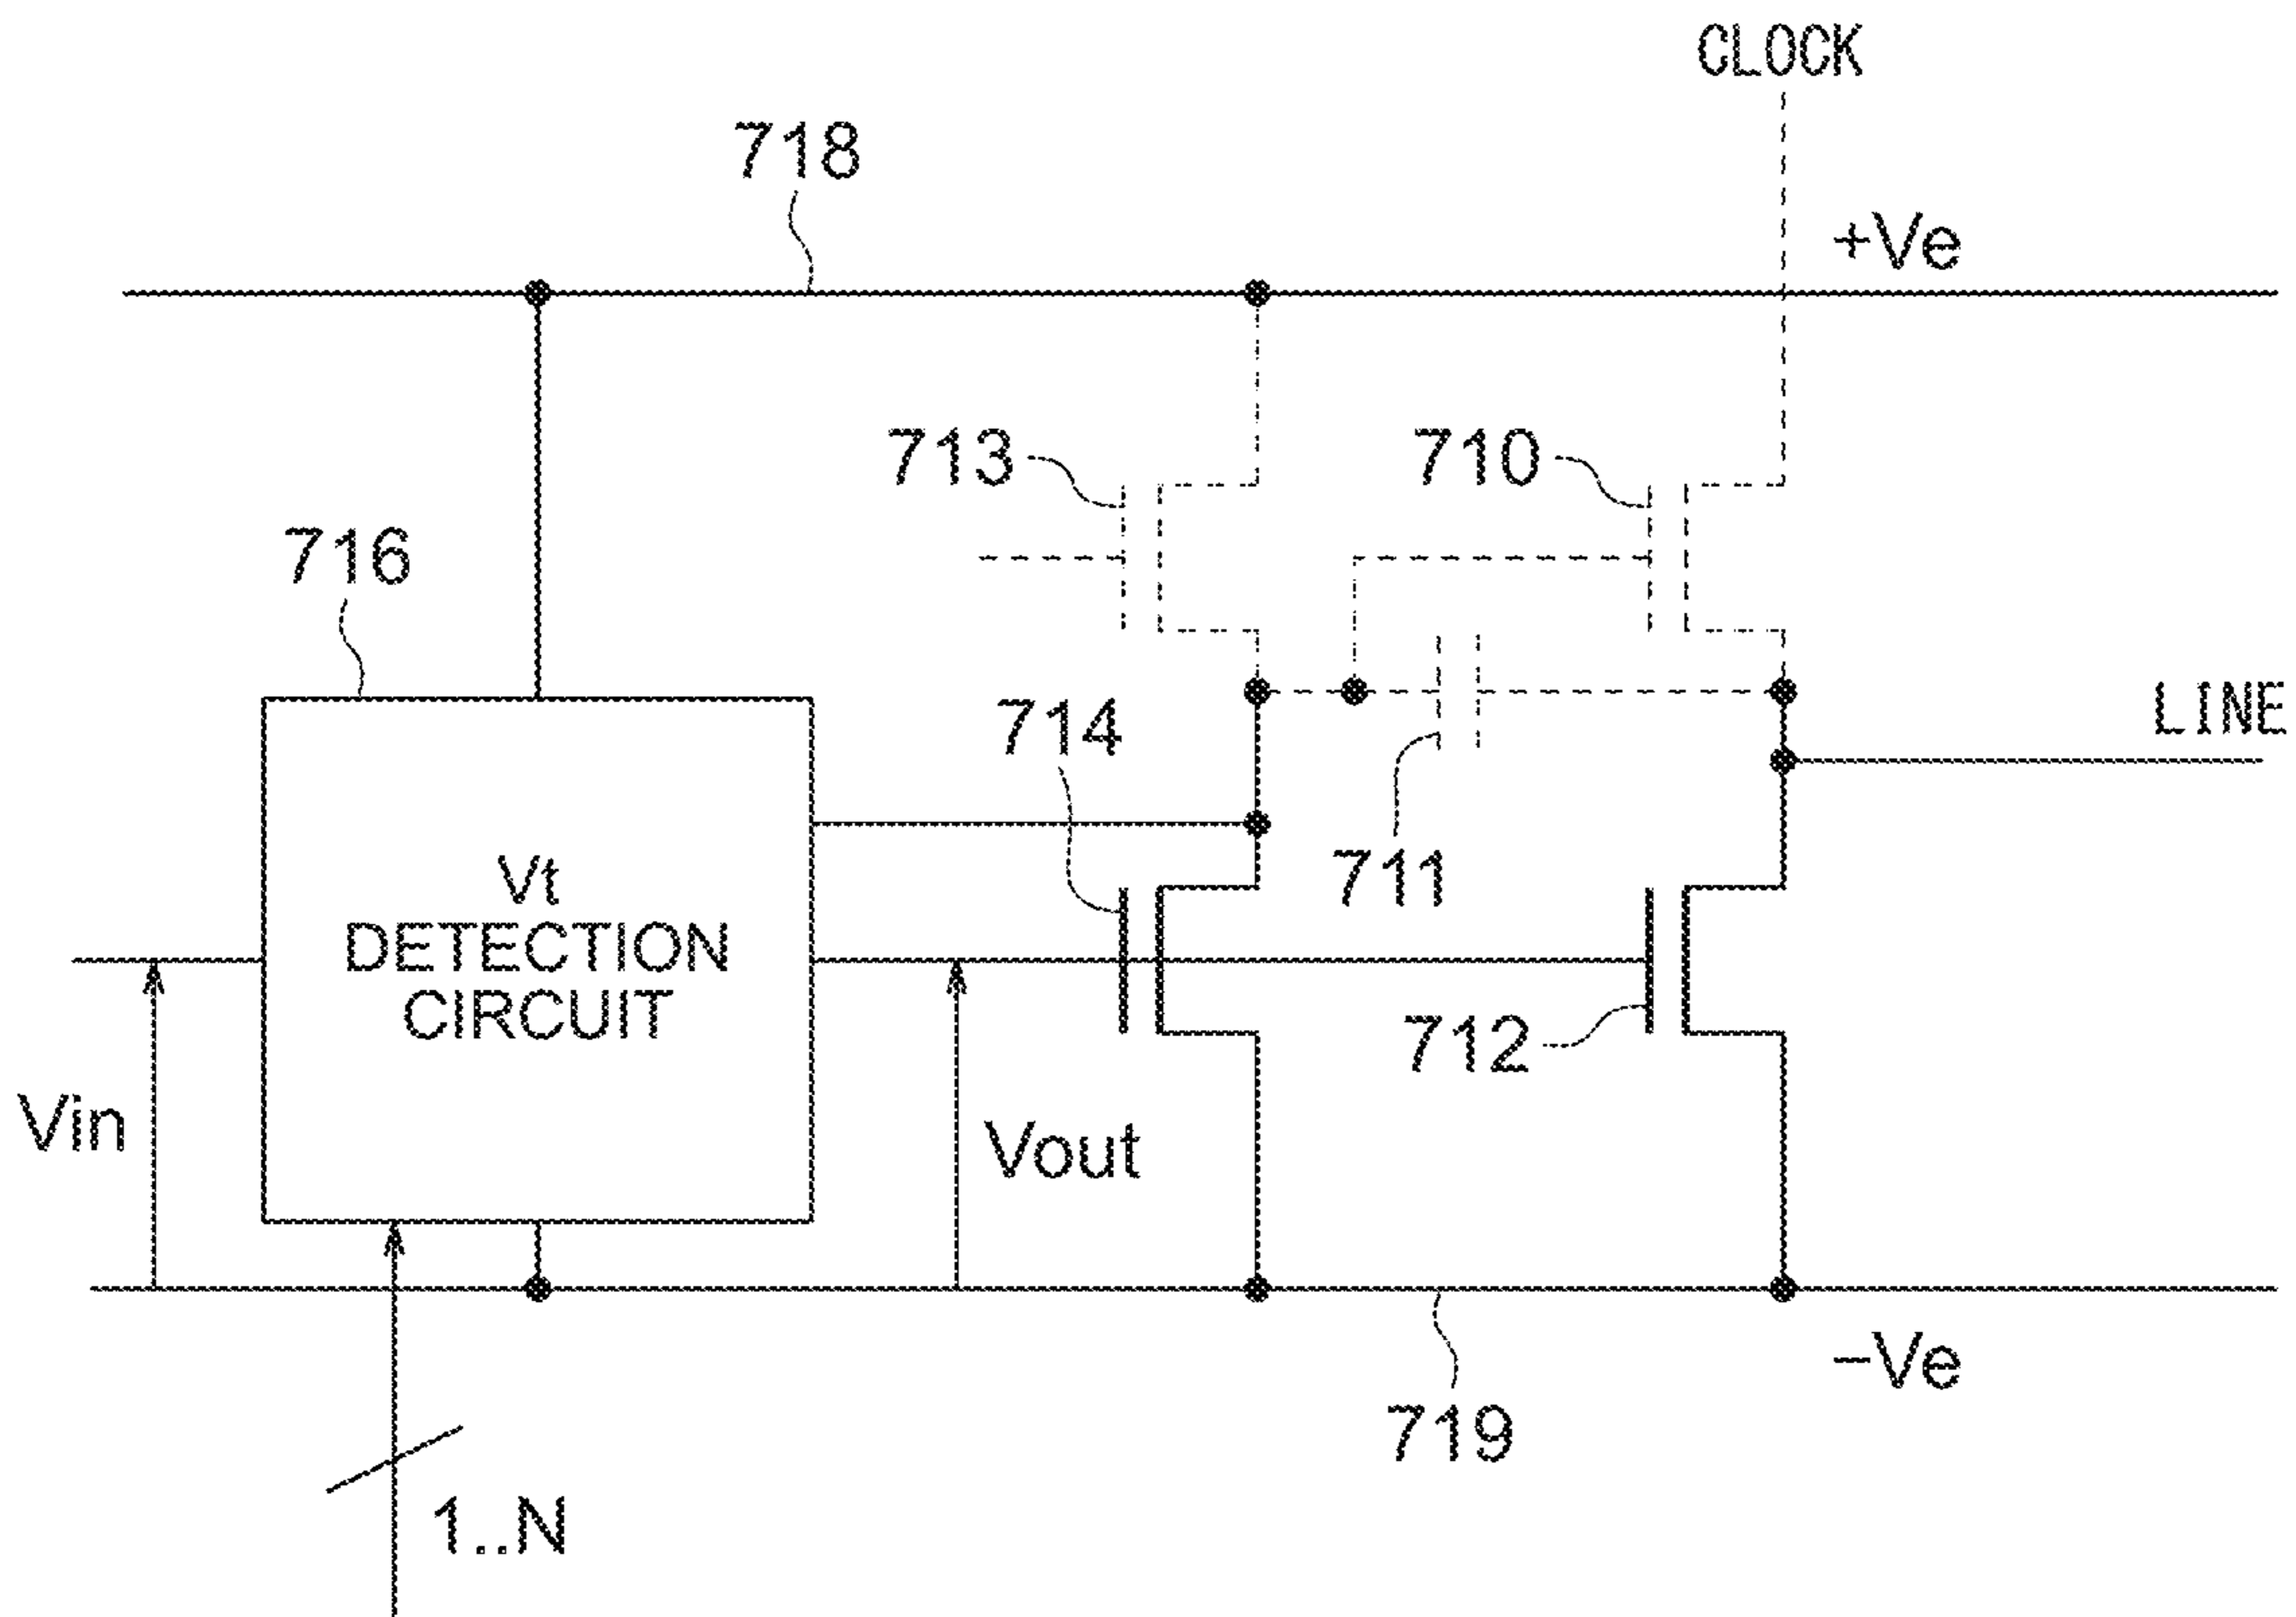 CLOCK
718
+Ve
713
710
716
714
LINE
711
Vt
DETECTION
CIRCUIT
712
Vin
Vout
−Ve
719
1..N